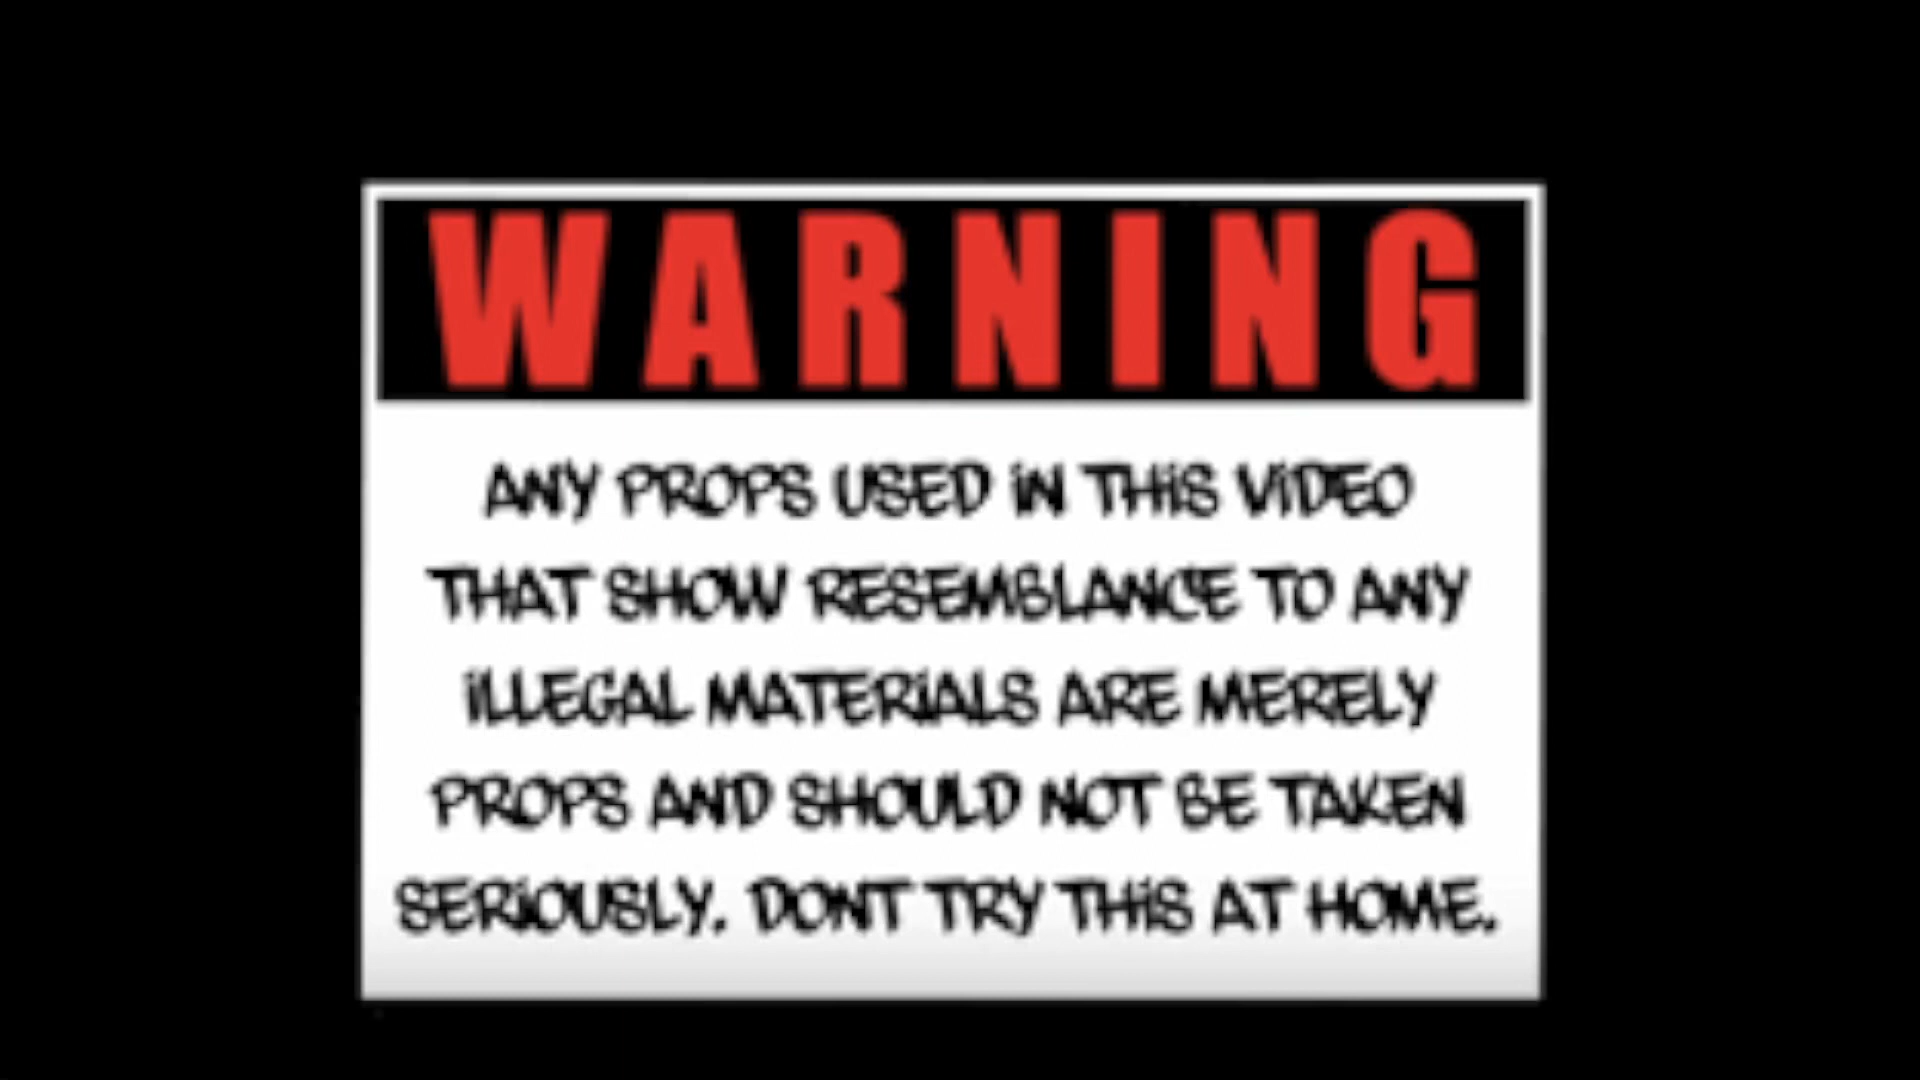 WARNING
ANY PROPS USED iN THiS ViDEO
THAT SHOW RESEMBLANCE TO ANY
iLLEGAL MATERiALS ARE MERELY
PROPS AND SHOULD NOT BE TAKEN
SERiOUSLY. DONT TRY THiS AT HOME.